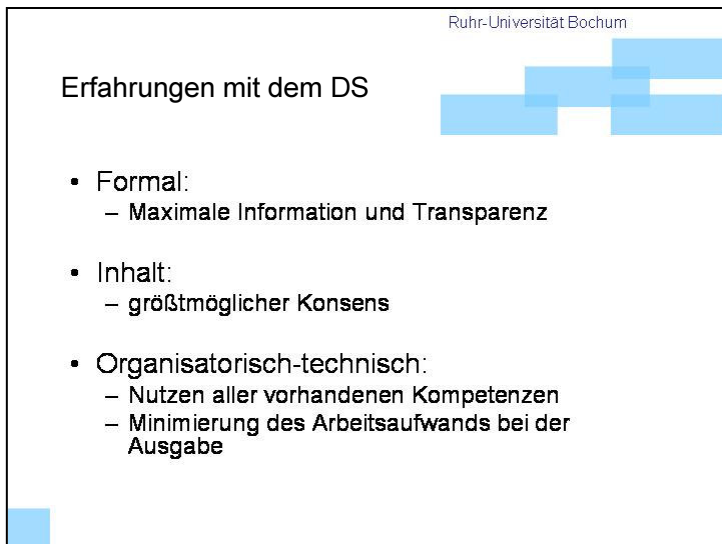 Ruhr-Universität Bochum
Erfahrungen mit dem DS
• Formal:
– Maximale Information und Transparenz
• Inhalt:
– größtmöglicher Konsens
• Organisatorisch-technisch:
– Nutzen aller vorhandenen Kompetenzen
– Minimierung des Arbeitsaufwands bei der
Ausgabe